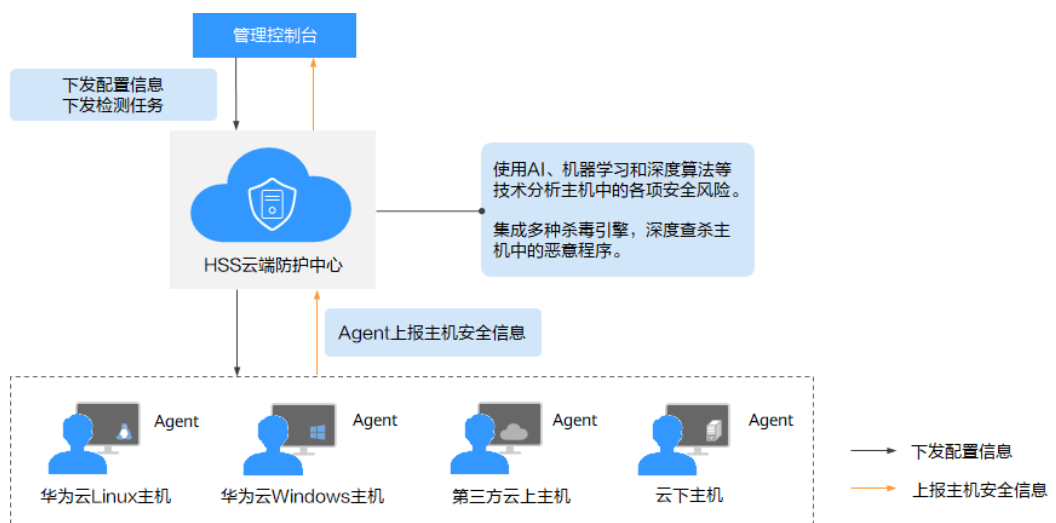 管理控制台
下发配置信息
下发检测任务
使用AI、机器学习和深度算法等
技术分析主机中的各项安全风险。
集成多种杀毒引擎，深度查杀主
机中的恶意程序。
HSS云端防护中心
Agent上报主机安全信息
Agent
Agent
Agent
Agent
华为云Linux主机
华为云Windows主机
第三方云上主机
云下主机
下发配置信息
上报主机安全信息